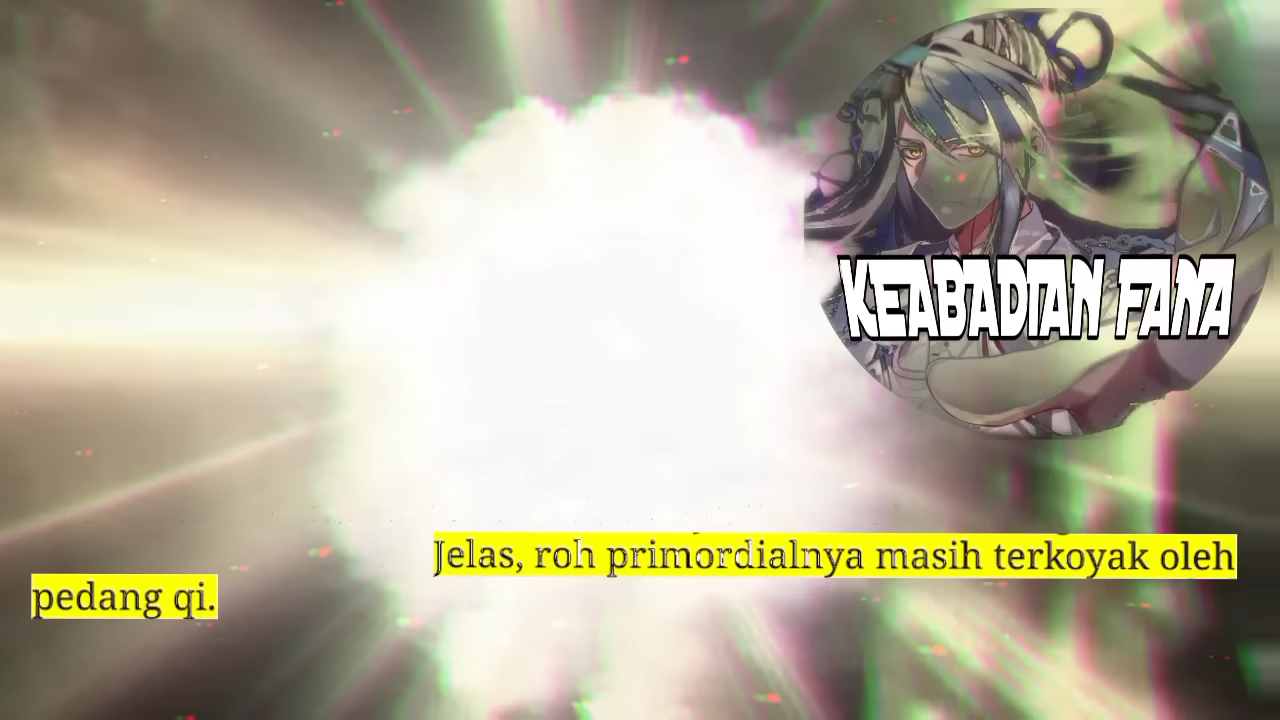 KEABADIAN FANA
Jelas, roh primordialnya masih terkoyak oleh
pedang qi.